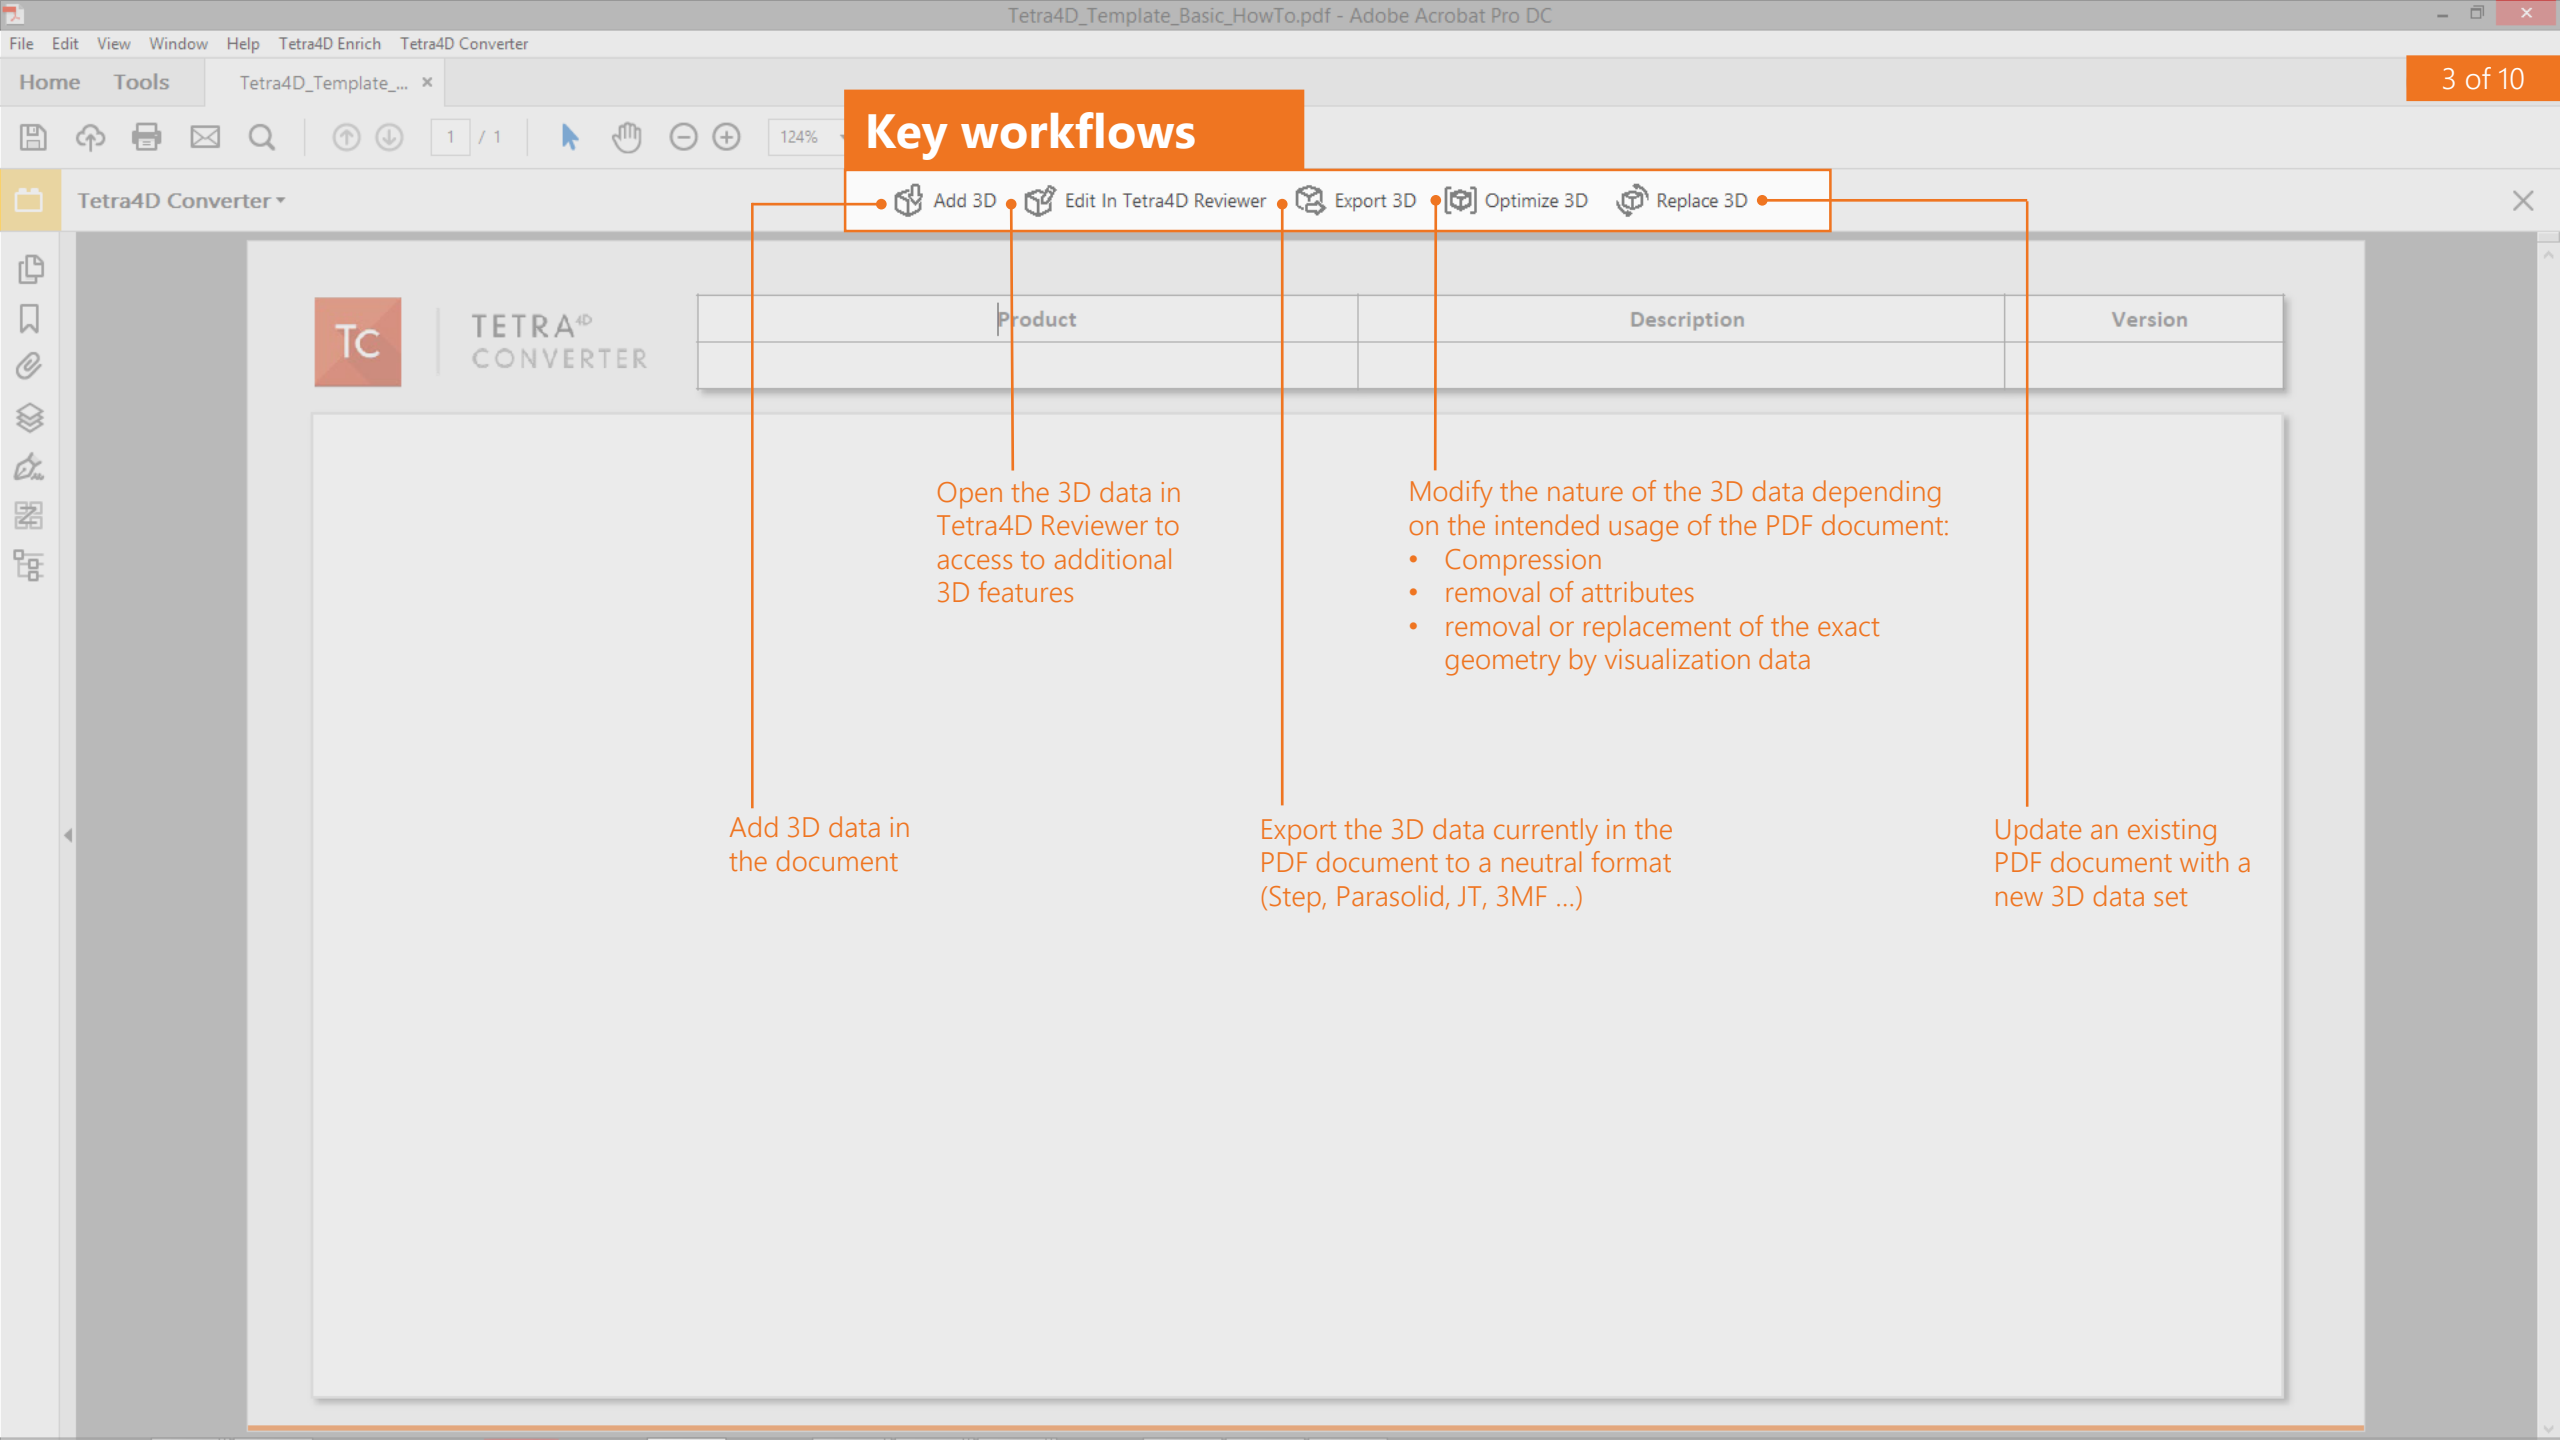 Tetra4D_Template_Basic_HowTo.pdf - Adobe Acrobat Pro DC
File Edit View Window Help Tetra4D Enrich Tetra4D Converter
Home Tools Tetra4D_Template_... ×
3 of 10
1 / 1 124%
Key workflows
Tetra4D Converter
Add 3D Edit In Tetra4D Reviewer Export 3D Optimize 3D Replace 3D
TC
TETRA4D
CONVERTER
Product Description Version
Open the 3D data in
Tetra4D Reviewer to
access to additional
3D features
Modify the nature of the 3D data depending
on the intended usage of the PDF document:
• Compression
• removal of attributes
• removal or replacement of the exact
geometry by visualization data
Add 3D data in
the document
Export the 3D data currently in the
PDF document to a neutral format
(Step, Parasolid, JT, 3MF ...)
Update an existing
PDF document with a
new 3D data set